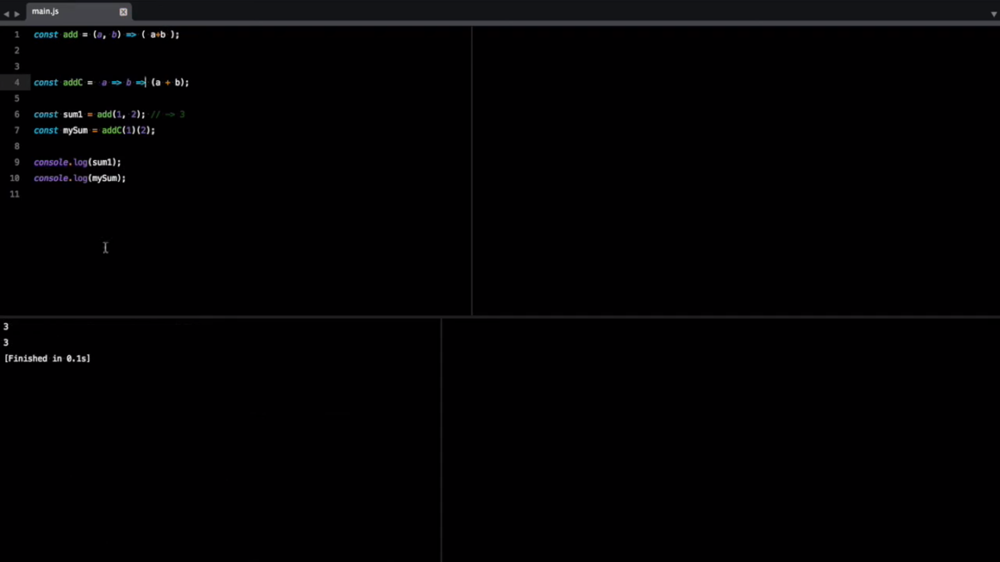 main.js
1 const add = (a, b) => ( a+b );
2
3
4 const addC =  a => b => (a + b);
5
6 const sum1 = add(1, 2); // -> 3
7 const mySum = addC(1)(2);
8
9 console.log(sum1);
10 console.log(mySum);
11
3
3
[Finished in 0.1s]